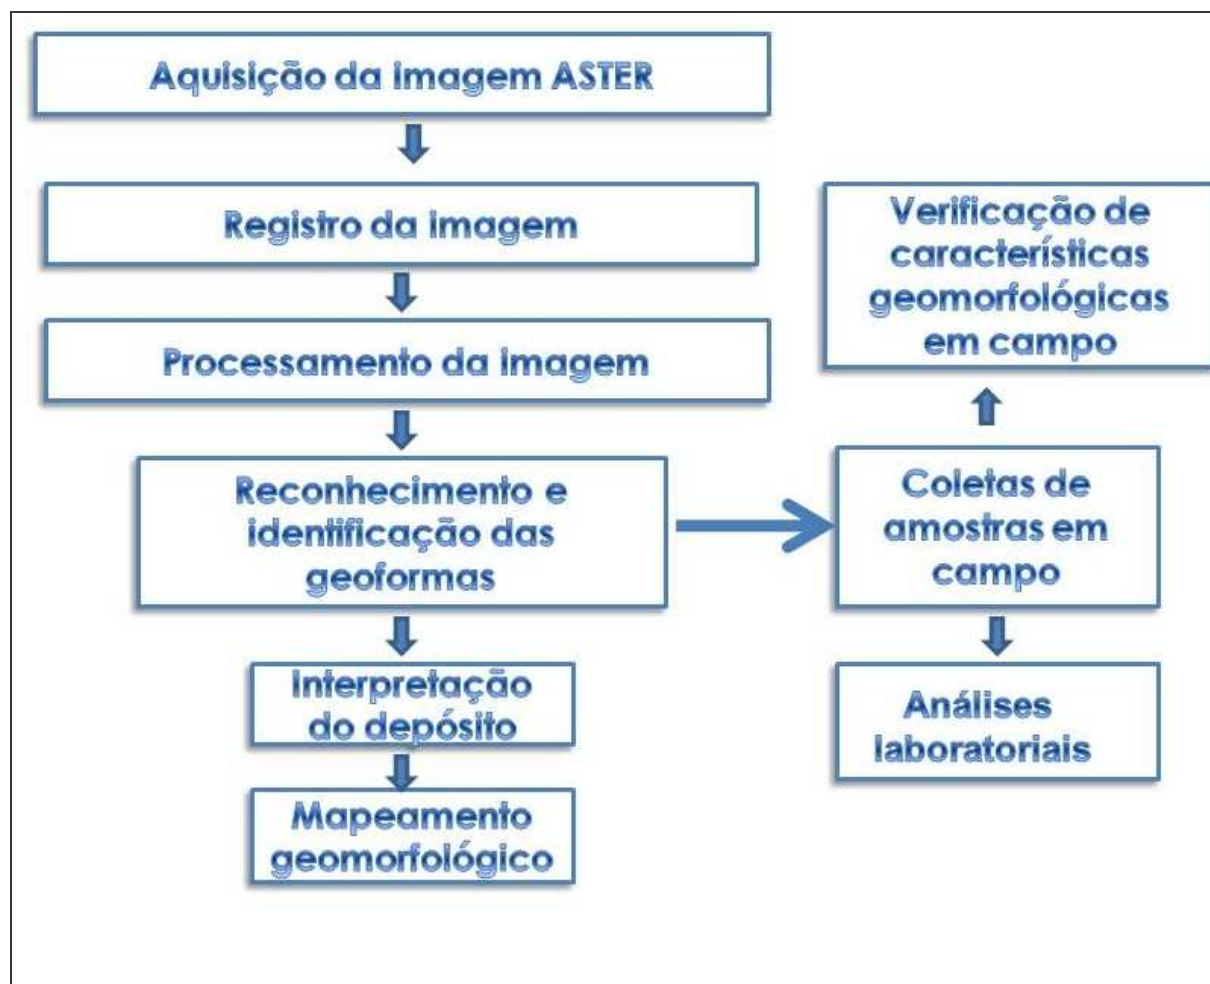 Aquisição da imagem ASTER
Registro da imagem
Processamento da imagem
Reconhecimento e
identificação das
geoformas
Interpretação
do depósito
Mapeamento
geomorfológico
Verificação de
características
geomorfológicas
em campo
Coletas de
amostras em
campo
Análises
laboratoriais